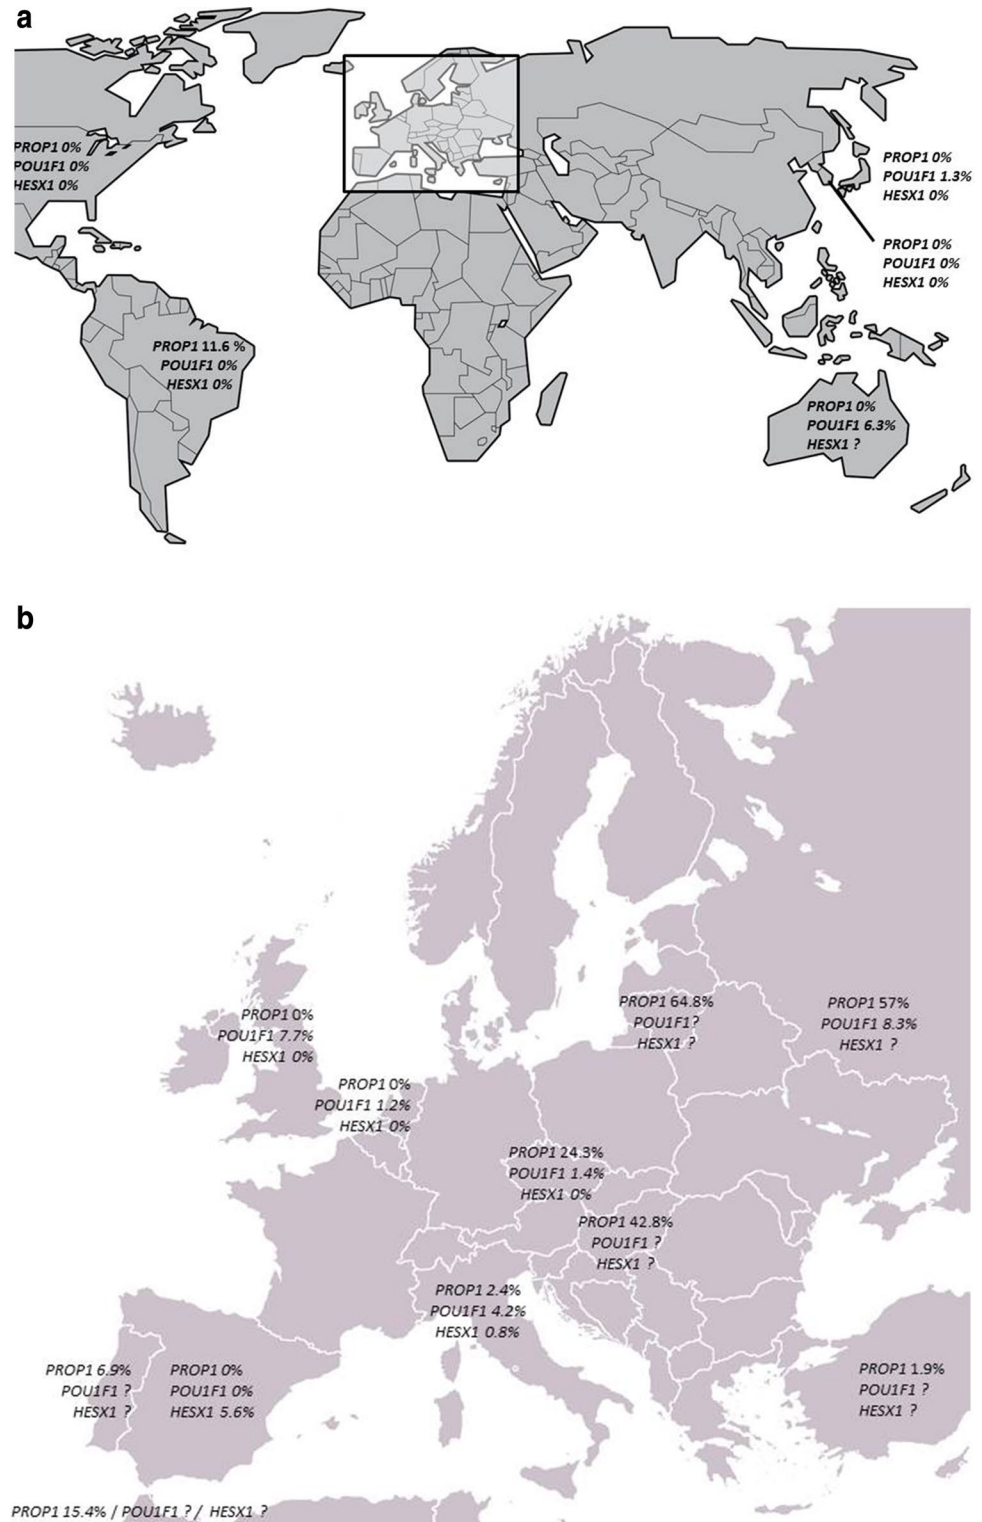 a
PROP1 0%
POU1F1 0%
HESX1 0%
PROP1 0%
POU1F1 1.3%
HESX1 0%
PROP1 0%
POU1F1 0%
HESX1 0%
PROP1 11.6 %
POU1F1 0%
HESX1 0%
PROP1 0%
POU1F1 6.3%
HESX1 ?
b
PROP1 64.8%
POU1F1 ?
HESX1 ?
PROP1 57%
POU1F1 8.3%
HESX1 ?
PROP1 0%
POU1F1 7.7%
HESX1 0%
PROP1 0%
POU1F1 1.2%
HESX1 0%
PROP1 24.3%
POU1F1 1.4%
HESX1 0%
PROP1 42.8%
POU1F1 ?
HESX1 ?
PROP1 2.4%
POU1F1 4.2%
HESX1 0.8%
PROP1 6.9%
POU1F1 ?
HESX1 ?
PROP1 0%
POU1F1 0%
HESX1 5.6%
PROP1 1.9%
POU1F1 ?
HESX1 ?
PROP1 15.4% / POU1F1 ? / HESX1 ?